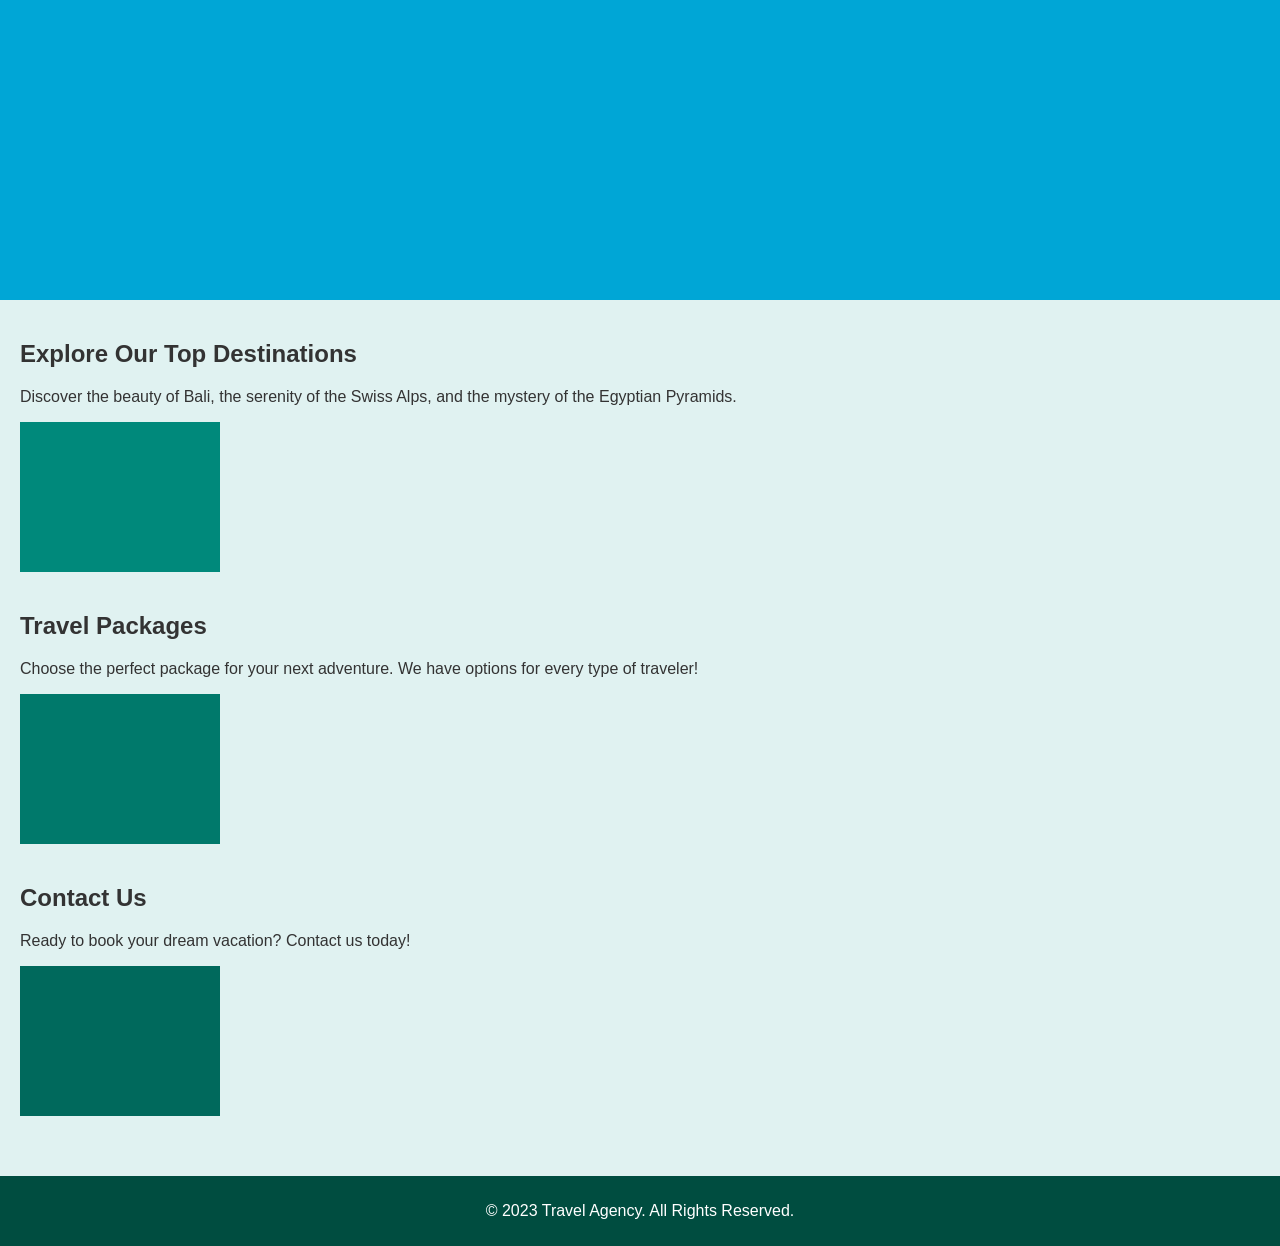 Explore Our Top Destinations
Discover the beauty of Bali, the serenity of the Swiss Alps, and the mystery of the Egyptian Pyramids.
Travel Packages
Choose the perfect package for your next adventure. We have options for every type of traveler!
Contact Us
Ready to book your dream vacation? Contact us today!
© 2023 Travel Agency. All Rights Reserved.